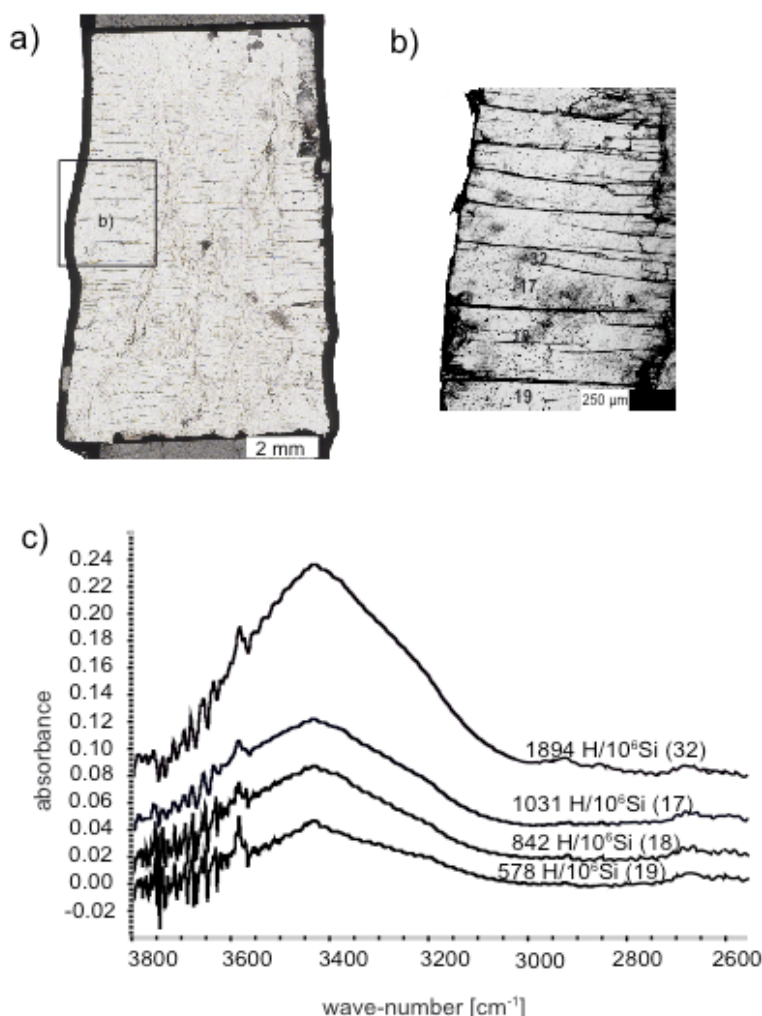 a)
b)
b)
2 mm
32
17
18
19
250 µm
c)
0.24
0.22
0.20
0.18
0.16
0.14
0.12
0.10
0.08
0.06
0.04
0.02
0.00
-0.02
absorbance
1894 H/10⁶Si (32)
1031 H/10⁶Si (17)
842 H/10⁶Si (18)
578 H/10⁶Si (19)
3800 3600 3400 3200 3000 2800 2600
wave-number [cm⁻¹]